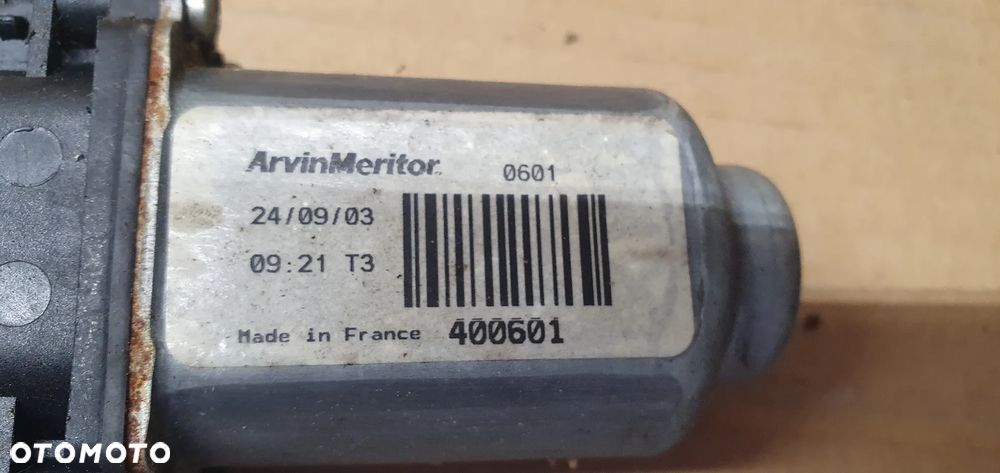 ArvinMeritor 0601
24/09/03
09:21 T3
Made in France 400601
OTOMOTO